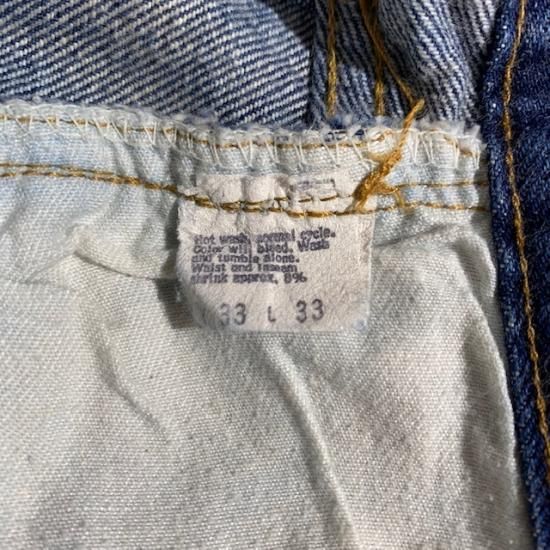 Hot wash, normal cycle.
Color will bleed. Wash
and tumble alone.
Waist and Inseam
shrink approx. 8%
33 L 33